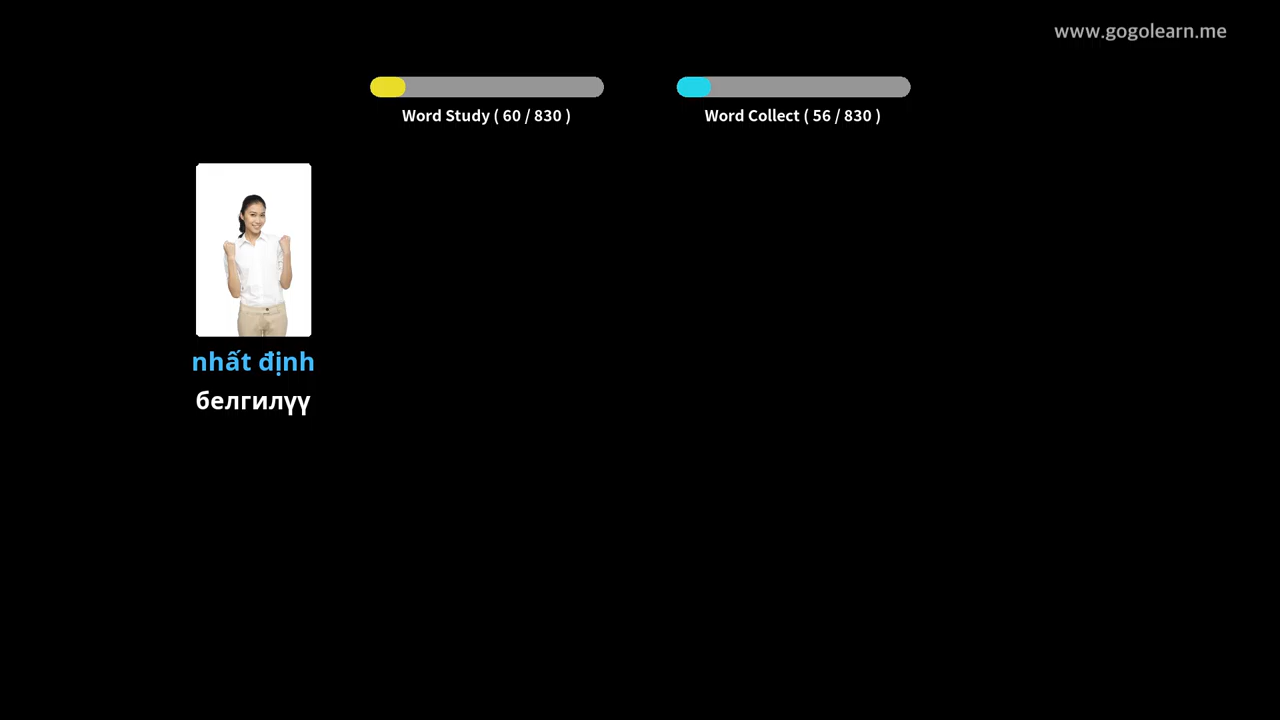 www.gogolearn.me
Word Study ( 60 / 830 )
Word Collect ( 56 / 830 )
nhất định
белгилүү